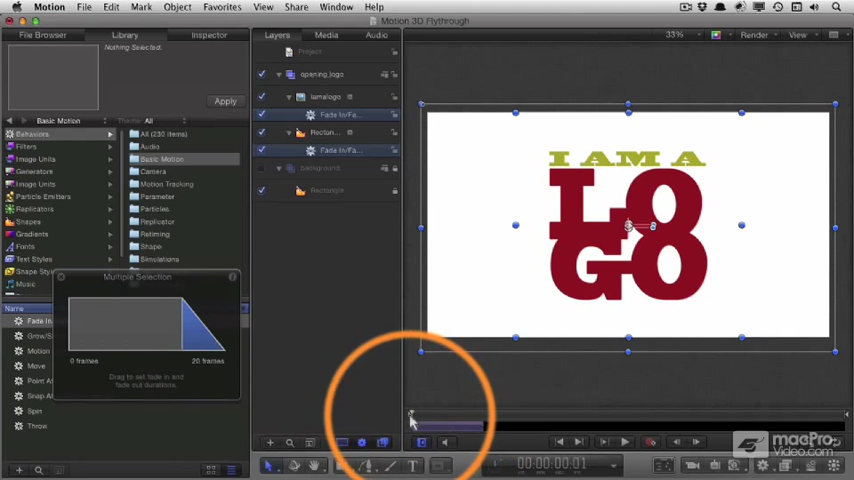 Motion File Edit Mark Object Favorites View Share Window Help
Motion 3D Flythrough
File Browser Library Inspector Layers Media Audio 33% Render View
Nothing Selected.
Project
opening_logo
Apply
iamalogo
Fade In/Fa...
Basic Motion Theme: All
Rectan...
Behaviors All (230 items)
Fade In/Fa...
Filters Audio
Image Units Basic Motion
background
Generators Camera
Image Units Motion Tracking
Rectangle
Particle Emitters Parameter
Replicators Particles
Shapes Replicator
Gradients Retiming
Fonts Shape
Text Styles Simulations
Shape Style
Music
Multiple Selection
Name
Fade In
Grow/S
Motion
Move
Point A
Snap A
Spin
Throw
0 frames 20 frames
Drag to set fade in and
fade out durations.
I AM A
LO
GO
00:00:00:01
macPro
Video